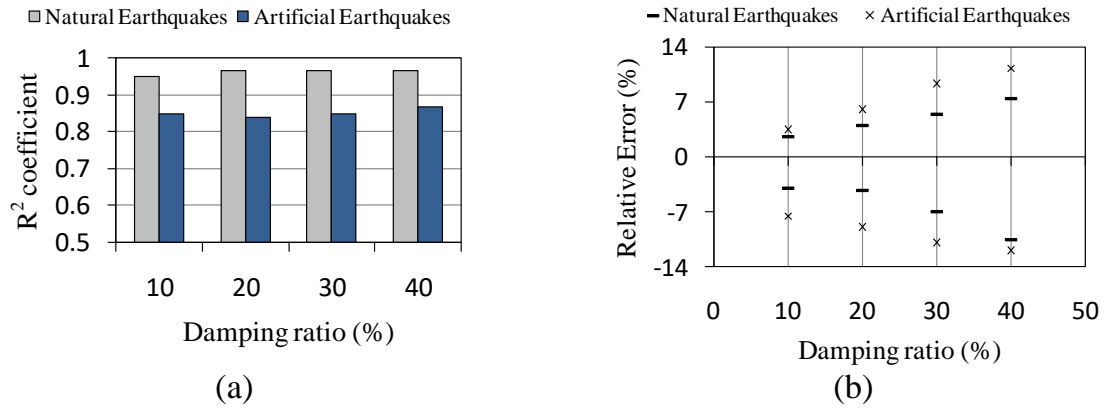 Natural Earthquakes Artificial Earthquakes
1
0.9
0.8
0.7
0.6
0.5
R² coefficient
10 20 30 40
Damping ratio (%)
(a)
Natural Earthquakes Artificial Earthquakes
14
7
0
-7
-14
Relative Error (%)
0 10 20 30 40 50
Damping ratio (%)
(b)